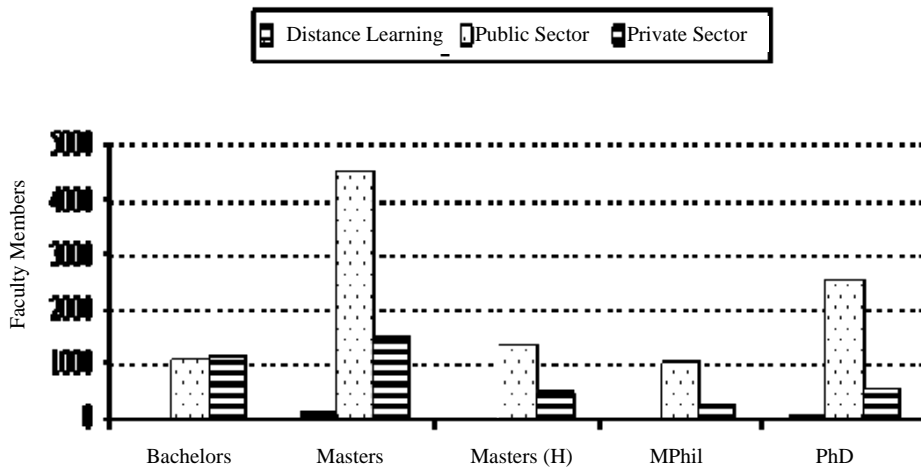 Distance Learning Public Sector Private Sector
5000
4000
3000
2000
1000
0
Faculty Members
Bachelors Masters Masters (H) MPhil PhD